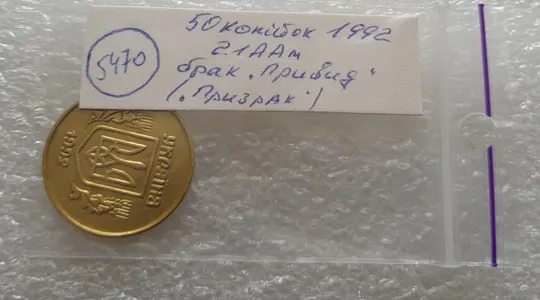 50 копійок 1992
2.1ААм
брак „Привид"
(„Призрак")
5470
УКРАЇНА
1992